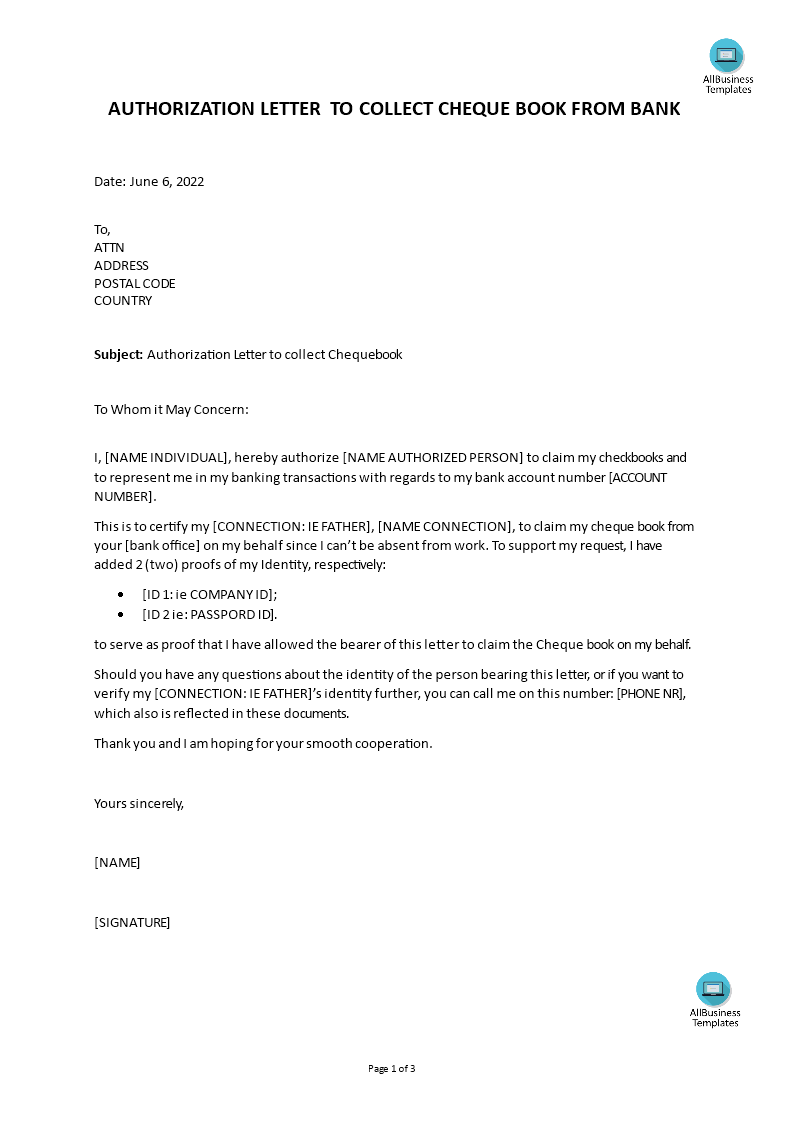 AllBusiness
Templates
AUTHORIZATION LETTER  TO COLLECT CHEQUE BOOK FROM BANK
Date: June 6, 2022
To,
ATTN
ADDRESS
POSTAL CODE
COUNTRY
Subject: Authorization Letter to collect Chequebook
To Whom it May Concern:
I, [NAME INDIVIDUAL], hereby authorize [NAME AUTHORIZED PERSON] to claim my checkbooks and
to represent me in my banking transactions with regards to my bank account number [ACCOUNT
NUMBER].
This is to certify my [CONNECTION: IE FATHER], [NAME CONNECTION], to claim my cheque book from
your [bank office] on my behalf since I can’t be absent from work. To support my request, I have
added 2 (two) proofs of my Identity, respectively:
• [ID 1: ie COMPANY ID];
• [ID 2 ie: PASSPORD ID].
to serve as proof that I have allowed the bearer of this letter to claim the Cheque book on my behalf.
Should you have any questions about the identity of the person bearing this letter, or if you want to
verify my [CONNECTION: IE FATHER]’s identity further, you can call me on this number: [PHONE NR],
which also is reflected in these documents.
Thank you and I am hoping for your smooth cooperation.
Yours sincerely,
[NAME]
[SIGNATURE]
AllBusiness
Templates
Page 1 of 3